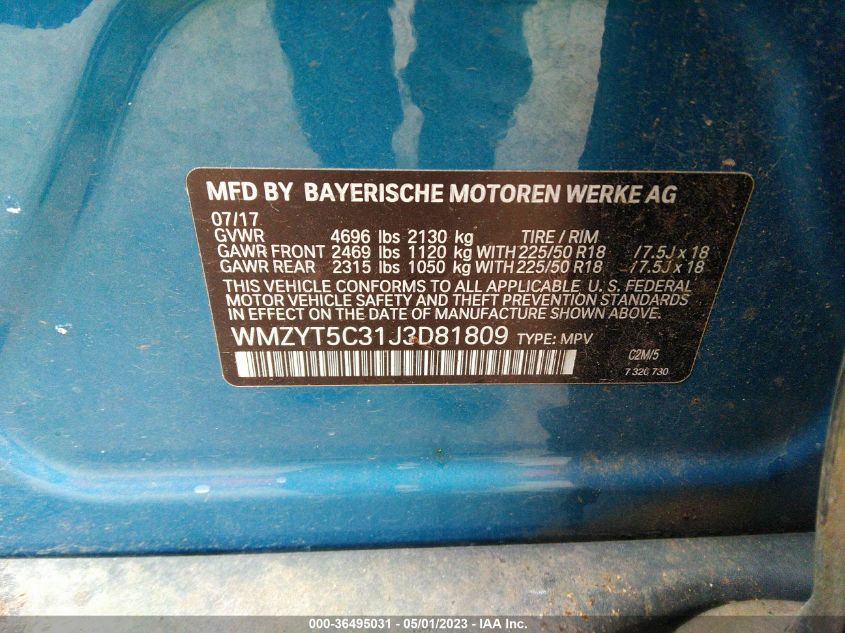 MFD BY BAYERISCHE MOTOREN WERKE AG
07/17
GVWR 4696 lbs 2130 kg TIRE / RIM
GAWR FRONT 2469 lbs 1120 kg WITH 225/50 R18 / 7.5J x 18
GAWR REAR 2315 lbs 1050 kg WITH 225/50 R18 / 7.5J x 18
THIS VEHICLE CONFORMS TO ALL APPLICABLE U. S. FEDERAL
MOTOR VEHICLE SAFETY AND THEFT PREVENTION STANDARDS
IN EFFECT ON THE DATE OF MANUFACTURE SHOWN ABOVE.
WMZYT5C31J3D81809 TYPE: MPV
C2M/5
7 326 730
000-36495031 - 05/01/2023 - IAA Inc.